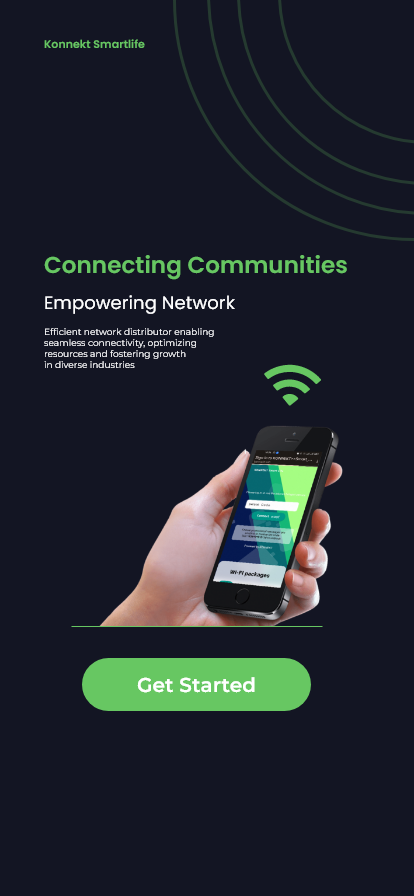 Konnekt Smartlife
Connecting Communities
Empowering Network
Efficient network distributor enabling
seamless connectivity, optimizing
resources and fostering growth
in diverse industries
Wi-Fi packages
Get Started